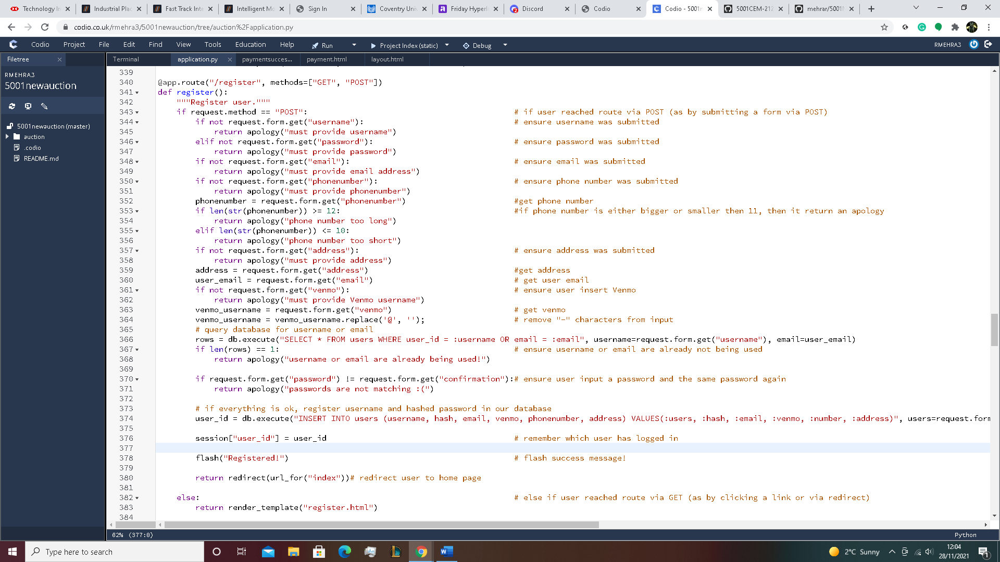 Technology In
Industrial Plac
Fast Track Inte
Intelligent Mo
Sign In
Coventry Univ
Friday Hyperl
Discord
Codio
Codio - 5001n
5001CEM-212
mehrar/5001N
codio.co.uk/rmehra3/5001newauction/tree/auction%2Fapplication.py
Codio Project File Edit Find View Tools Education Help Run Project Index (static) Debug RMEHRA3
Filetree
Terminal application.py paymentsucces... payment.html layout.html
RMEHRA3
5001newauction
5001newauction (master)
auction
.codio
README.md
339
340 @app.route("/register", methods=["GET", "POST"])
341 def register():
342 """Register user."""
343 if request.method == "POST": # if user reached route via POST (as by submitting a form via POST)
344 if not request.form.get("username"): # ensure username was submitted
345 return apology("must provide username")
346 elif not request.form.get("password"): # ensure password was submitted
347 return apology("must provide password")
348 if not request.form.get("email"): # ensure email was submitted
349 return apology("must provide email address")
350 if not request.form.get("phonenumber"): # ensure phone number was submitted
351 return apology("must provide phonenumber")
352 phonenumber = request.form.get("phonenumber") #get phone number
353 if len(str(phonenumber)) >= 12: #if phone number is either bigger or smaller then 11, then it return an apology
354 return apology("phone number too long")
355 elif len(str(phonenumber)) <= 10:
356 return apology("phone number too short")
357 if not request.form.get("address"): # ensure address was submitted
358 return apology("must provide address")
359 address = request.form.get("address") #get address
360 user_email = request.form.get("email") # get user email
361 if not request.form.get("venmo"): # ensure user insert Venmo
362 return apology("must provide Venmo username")
363 venmo_username = request.form.get("venmo") # get venmo
364 venmo_username = venmo_username.replace('@', ''); # remove "-" characters from input
365 # query database for username or email
366 rows = db.execute("SELECT * FROM users WHERE user_id = :username OR email = :email", username=request.form.get("username"), email=user_email)
367 if len(rows) == 1: # ensure username or email are already not being used
368 return apology("username or email are already being used!")
369
370 if request.form.get("password") != request.form.get("confirmation"):# ensure user input a password and the same password again
371 return apology("passwords are not matching :(")
372
373 # if everything is ok, register username and hashed password in our database
374 user_id = db.execute("INSERT INTO users (username, hash, email, venmo, phonenumber, address) VALUES(:users, :hash, :email, :venmo, :number, :address)", users=request.form
375
376 session["user_id"] = user_id # remember which user has logged in
377
378 flash("Registered!") # flash success message!
379
380 return redirect(url_for("index"))# redirect user to home page
381
382 else: # else if user reached route via GET (as by clicking a link or via redirect)
383 return render_template("register.html")
384
62% (377:0) Python
Type here to search
2°C Sunny
12:04
28/11/2021
1